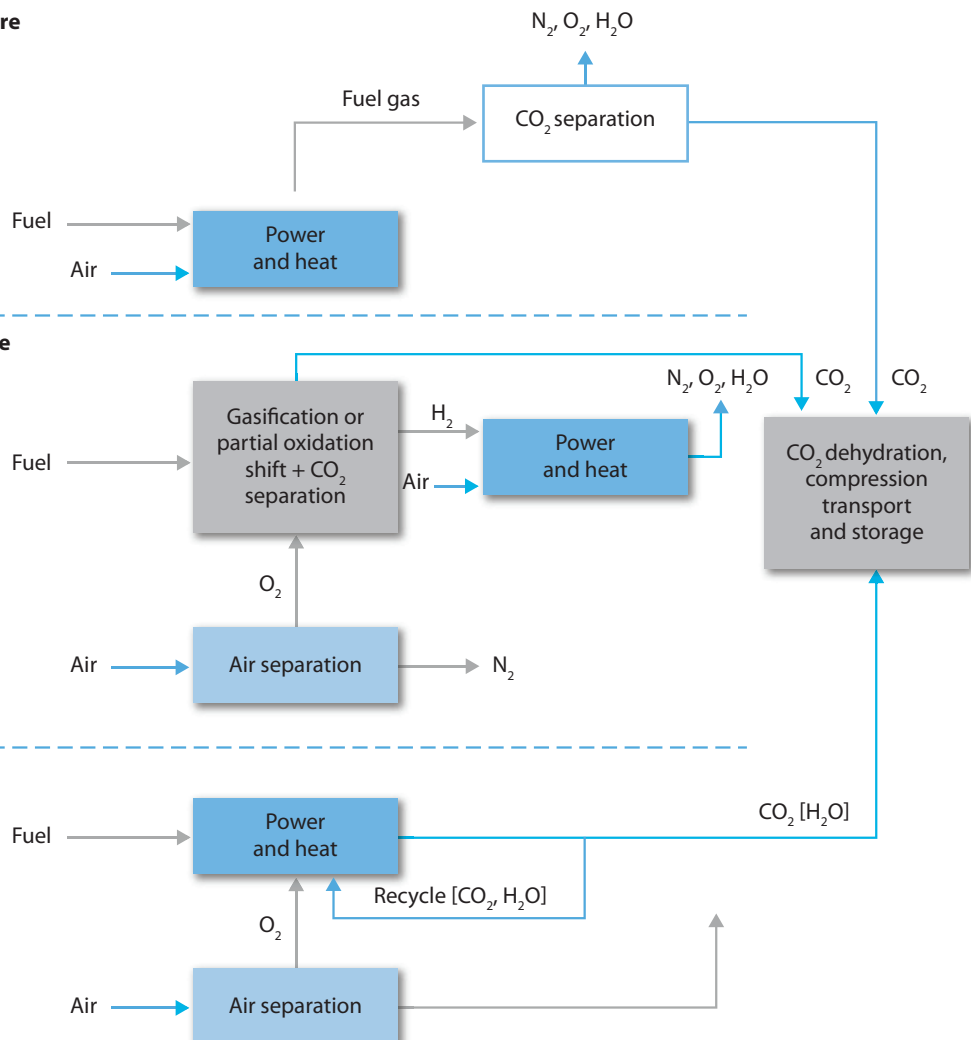 re
N₂, O₂, H₂O
Fuel gas
CO₂ separation
Fuel
Power
and heat
Air
e
N₂, O₂, H₂O
CO₂
CO₂
Gasification or
partial oxidation
shift + CO₂
separation
H₂
Power
and heat
Fuel
Air
CO₂ dehydration,
compression
transport
and storage
O₂
Air
Air separation
N₂
Fuel
Power
and heat
CO₂ [H₂O]
Recycle [CO₂, H₂O]
O₂
Air
Air separation